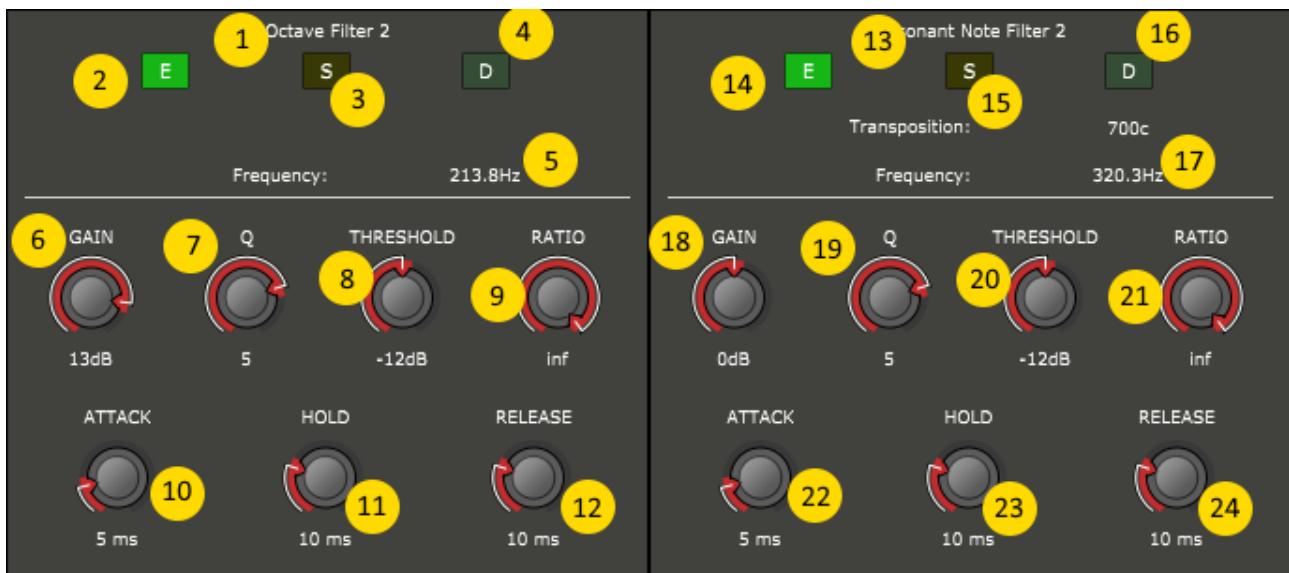 1 Octave Filter 2 4
2 E S D
3
Frequency: 213.8Hz 5
6 GAIN 7 Q THRESHOLD RATIO
8 9
13dB 5 -12dB inf
ATTACK HOLD RELEASE
10 11 12
5 ms 10 ms 10 ms
13 sonant Note Filter 2 16
14 E S D
15
Transposition: 700c
Frequency: 320.3Hz 17
18 GAIN 19 Q THRESHOLD RATIO
20 21
0dB 5 -12dB inf
ATTACK HOLD RELEASE
22 23 24
5 ms 10 ms 10 ms